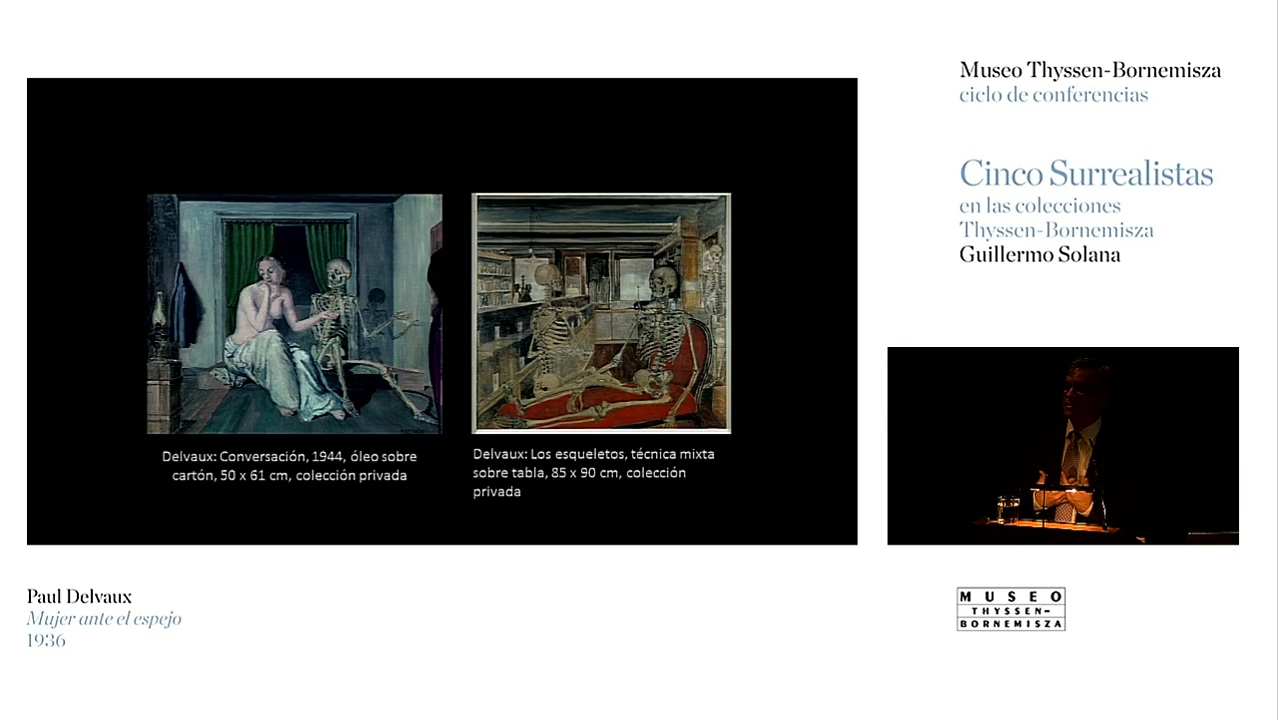 Museo Thyssen-Bornemisza
ciclo de conferencias
Cinco Surrealistas
en las colecciones
Thyssen-Bornemisza
Guillermo Solana
Delvaux: Conversación, 1944, óleo sobre
cartón, 50 x 61 cm, colección privada
Delvaux: Los esqueletos, técnica mixta
sobre tabla, 85 x 90 cm, colección
privada
Paul Delvaux
Mujer ante el espejo
1936
MUSEO
THYSSEN-
BORNEMISZA